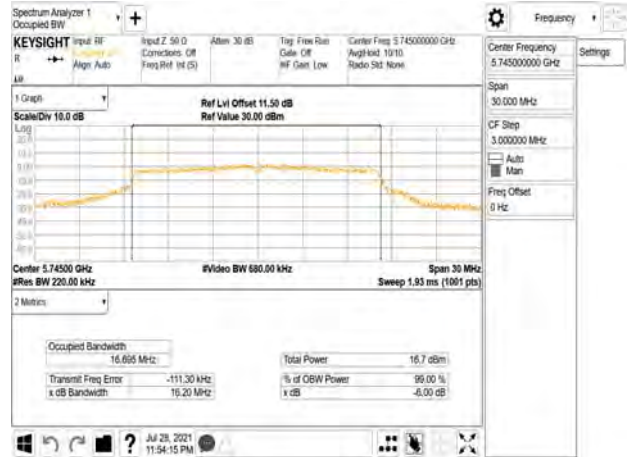 Spectrum Analyzer 1
Occupied BW
Frequency
KEYSIGHT
R
Input: RF
Align: Auto
Input Z: 50 Ω
Corrections: Off
Freq Ref: Int (S)
Atten: 30 dB
Trig: Free Run
Gate: Off
#IF Gain: Low
Center Freq: 5.745000000 GHz
Avg|Hold: 10/10
Radio Std: None
Center Frequency
5.745000000 GHz
Settings
Span
30.000 MHz
CF Step
3.000000 MHz
Auto
Man
Freq Offset
0 Hz
1 Graph
Scale/Div 10.0 dB
Ref Lvl Offset 11.50 dB
Ref Value 30.00 dBm
Log
Center 5.74500 GHz
#Video BW 680.00 kHz
Span 30 MHz
#Res BW 220.00 kHz
Sweep 1.93 ms (1001 pts)
2 Metrics
Occupied Bandwidth
16.695 MHz
Total Power
16.7 dBm
Transmit Freq Error
-111.30 kHz
% of OBW Power
99.00 %
x dB Bandwidth
16.20 MHz
x dB
-6.00 dB
?
Jul 29, 2021
11:54:15 PM